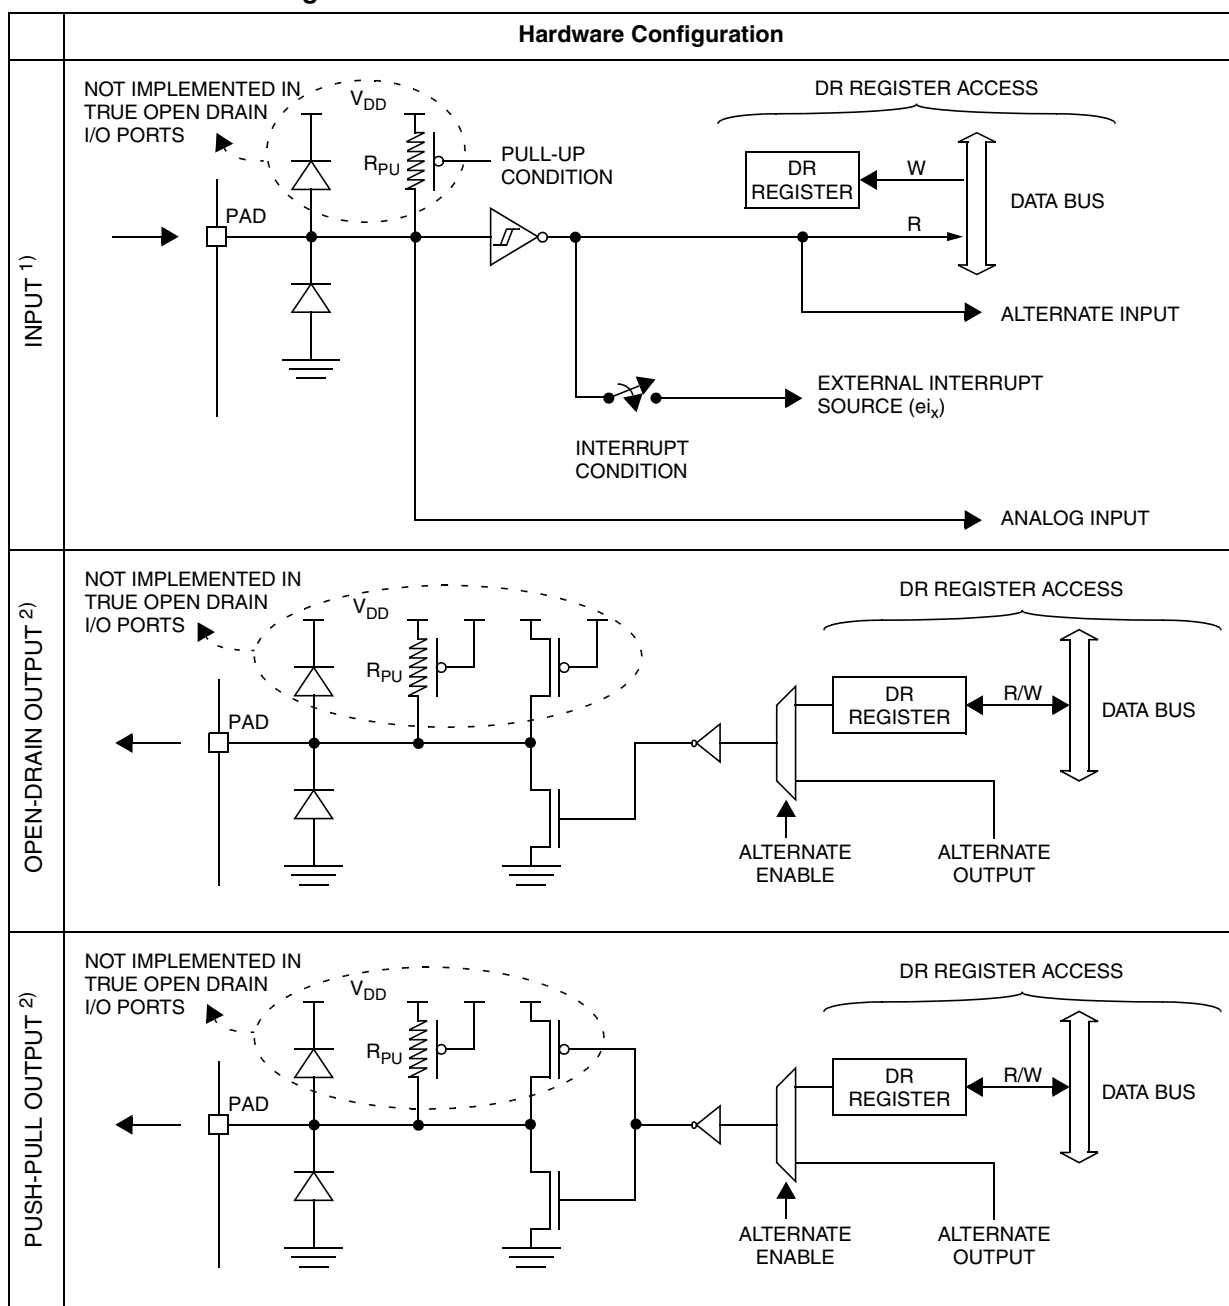 Hardware Configuration
INPUT 1)
NOT IMPLEMENTED IN
TRUE OPEN DRAIN
I/O PORTS
VDD
RPU
PULL-UP
CONDITION
PAD
DR REGISTER ACCESS
DR
REGISTER
W
R
DATA BUS
ALTERNATE INPUT
EXTERNAL INTERRUPT
SOURCE (eix)
INTERRUPT
CONDITION
ANALOG INPUT
OPEN-DRAIN OUTPUT 2)
NOT IMPLEMENTED IN
TRUE OPEN DRAIN
I/O PORTS
VDD
RPU
PAD
DR REGISTER ACCESS
DR
REGISTER
R/W
DATA BUS
ALTERNATE
ENABLE
ALTERNATE
OUTPUT
PUSH-PULL OUTPUT 2)
NOT IMPLEMENTED IN
TRUE OPEN DRAIN
I/O PORTS
VDD
RPU
PAD
DR REGISTER ACCESS
DR
REGISTER
R/W
DATA BUS
ALTERNATE
ENABLE
ALTERNATE
OUTPUT